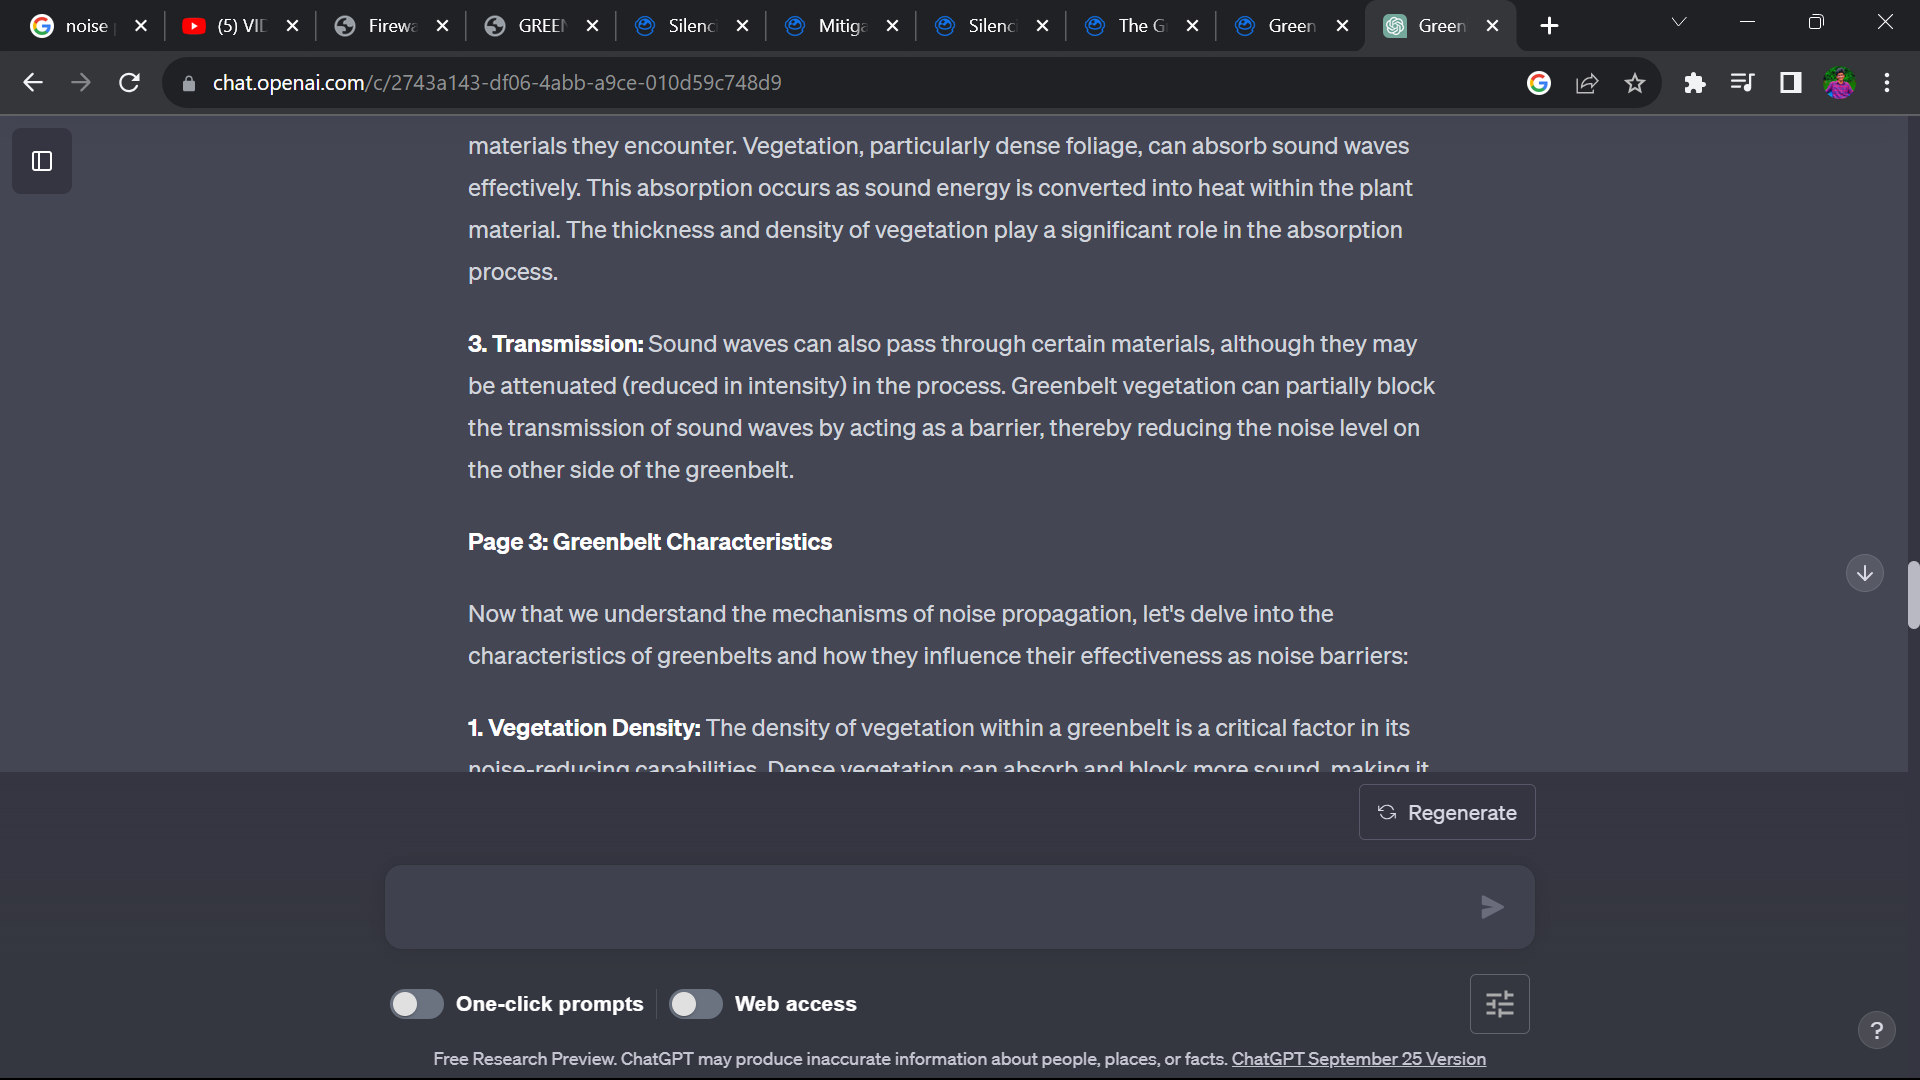 noise
(5) VID
Firewa
GREEN
Silenci
Mitiga
Silenci
The G
Green
Green
chat.openai.com/c/2743a143-df06-4abb-a9ce-010d59c748d9
materials they encounter. Vegetation, particularly dense foliage, can absorb sound waves
effectively. This absorption occurs as sound energy is converted into heat within the plant
material. The thickness and density of vegetation play a significant role in the absorption
process.
3. Transmission: Sound waves can also pass through certain materials, although they may
be attenuated (reduced in intensity) in the process. Greenbelt vegetation can partially block
the transmission of sound waves by acting as a barrier, thereby reducing the noise level on
the other side of the greenbelt.
Page 3: Greenbelt Characteristics
Now that we understand the mechanisms of noise propagation, let's delve into the
characteristics of greenbelts and how they influence their effectiveness as noise barriers:
1. Vegetation Density: The density of vegetation within a greenbelt is a critical factor in its
noise-reducing capabilities. Dense vegetation can absorb and block more sound, making it
Regenerate
One-click prompts
Web access
?
Free Research Preview. ChatGPT may produce inaccurate information about people, places, or facts. ChatGPT September 25 Version